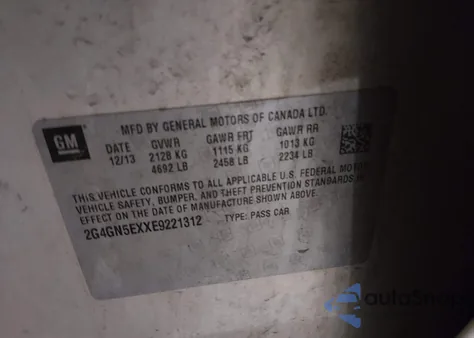 GM
MFD BY GENERAL MOTORS OF CANADA LTD.
DATE GVWR GAWR FRT GAWR RR
12/13 2128 KG 1115 KG 1013 KG
4692 LB 2458 LB 2234 LB
THIS VEHICLE CONFORMS TO ALL APPLICABLE U.S. FEDERAL MOTOR
VEHICLE SAFETY, BUMPER, AND THEFT PREVENTION STANDARDS IN
EFFECT ON THE DATE OF MANUFACTURE SHOWN ABOVE.
2G4GN5EXXE9221312 TYPE: PASS CAR